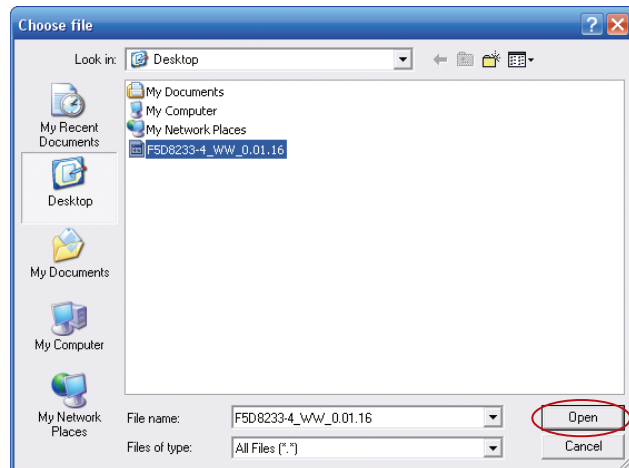 Choose file
Look in:
Desktop
My Recent
Documents
Desktop
My Documents
My Computer
My Network
Places
My Documents
My Computer
My Network Places
F5D8233-4_WW_0.01.16
File name:
F5D8233-4_WW_0.01.16
Open
Files of type:
All Files (*.*)
Cancel